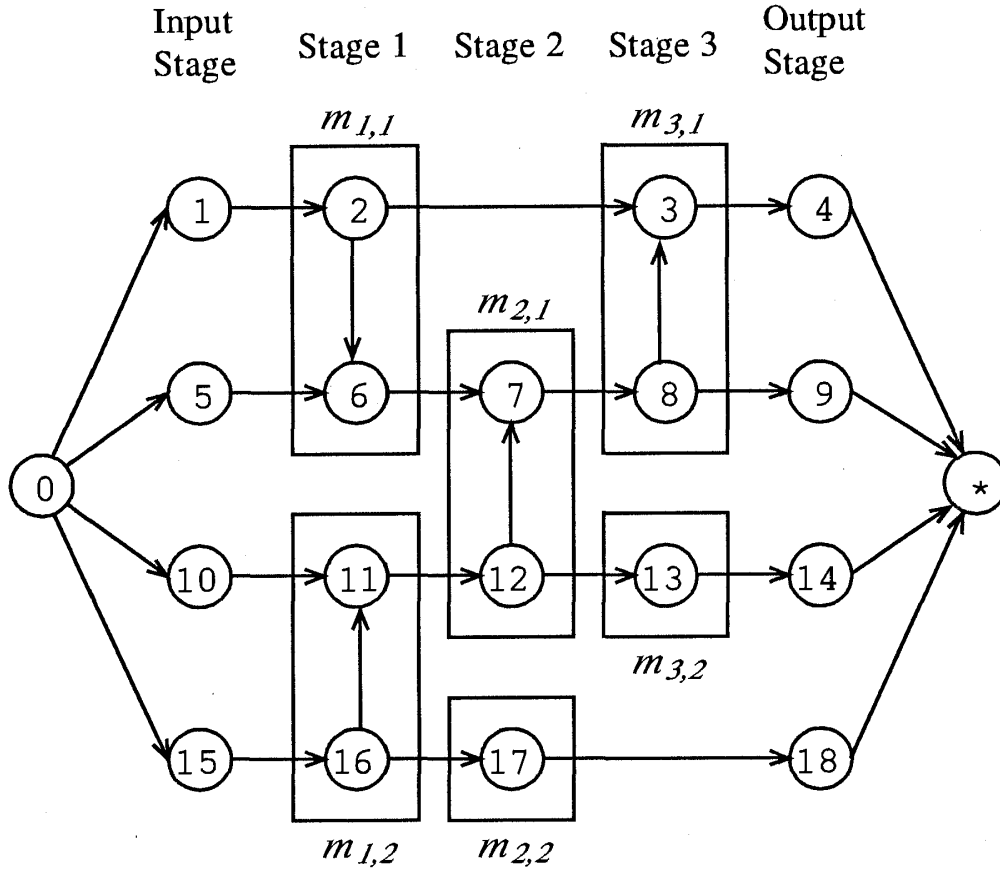 Input Stage
Stage 1
Stage 2
Stage 3
Output Stage
m1,1
m3,1
1
2
3
4
m2,1
5
6
7
8
9
0
*
10
11
12
13
14
m3,2
15
16
17
18
m1,2
m2,2